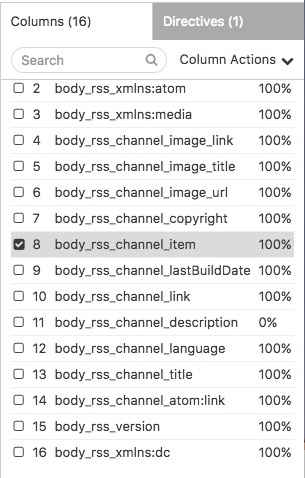 Columns (16) Directives (1)
Search Column Actions
2 body_rss_xmlns:atom 100%
3 body_rss_xmlns:media 100%
4 body_rss_channel_image_link 100%
5 body_rss_channel_image_title 100%
6 body_rss_channel_image_url 100%
7 body_rss_channel_copyright 100%
8 body_rss_channel_item 100%
9 body_rss_channel_lastBuildDate 100%
10 body_rss_channel_link 100%
11 body_rss_channel_description 0%
12 body_rss_channel_language 100%
13 body_rss_channel_title 100%
14 body_rss_channel_atom:link 100%
15 body_rss_version 100%
16 body_rss_xmlns:dc 100%